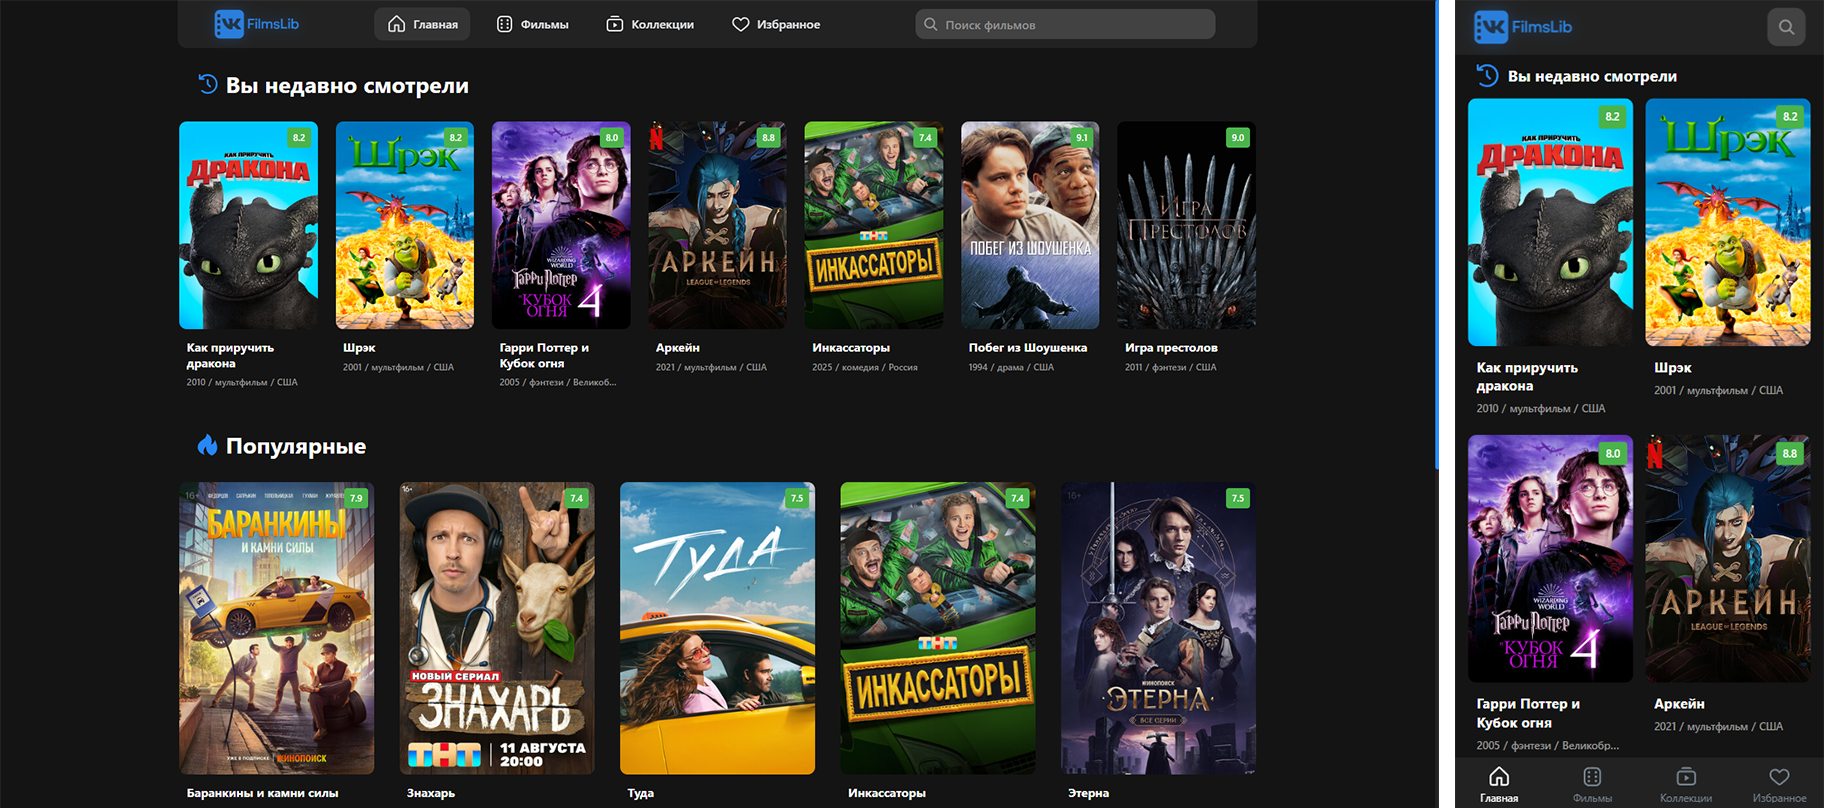 FilmsLib
Главная
Фильмы
Коллекции
Избранное
Поиск фильмов
Вы недавно смотрели
8.2
КАК ПРИРУЧИТЬ
ДРАКОНА
8.2
Шрэк
8.0
WIZARDING
WORLD
Гарри Поттер
и КУБОК
ОГНЯ 4
N
8.8
АРКЕЙН
LEAGUE OF LEGENDS
7.4
ТНТ
ИНКАССАТОРЫ
9.1
ПОБЕГ ИЗ ШОУШЕНКА
9.0
ИГРА
ПРЕСТОЛОВ
Как приручить
дракона
2010 / мультфильм / США
Шрэк
2001 / мультфильм / США
Гарри Поттер и
Кубок огня
2005 / фэнтези / Великоб...
Аркейн
2021 / мультфильм / США
Инкассаторы
2025 / комедия / Россия
Побег из Шоушенка
1994 / драма / США
Игра престолов
2011 / фэнтези / США
Популярные
16+
7.9
БАРАНКИНЫ
И КАМНИ СИЛЫ
УЖЕ В ПОДПИСКЕ
КИНОПОИСК
16+
7.4
НОВЫЙ СЕРИАЛ
ЗНАХАРЬ
ТНТ
11 АВГУСТА
20:00
7.5
ТУДА
7.4
ТНТ
ИНКАССАТОРЫ
16+
7.5
КИНОПОИСК
ЭТЕРНА
ВСЕ СЕРИИ
Баранкины и камни силы
Знахарь
Туда
Инкассаторы
Этерна
FilmsLib
Вы недавно смотрели
8.2
КАК ПРИРУЧИТЬ
ДРАКОНА
8.2
Шрэк
Как приручить
дракона
2010 / мультфильм / США
Шрэк
2001 / мультфильм / США
8.0
WIZARDING
WORLD
Гарри Поттер
и КУБОК
ОГНЯ 4
N
8.8
АРКЕЙН
LEAGUE OF LEGENDS
Гарри Поттер и
Кубок огня
2005 / фэнтези / Великобр...
Аркейн
2021 / мультфильм / США
Главная
Фильмы
Коллекции
Избранное